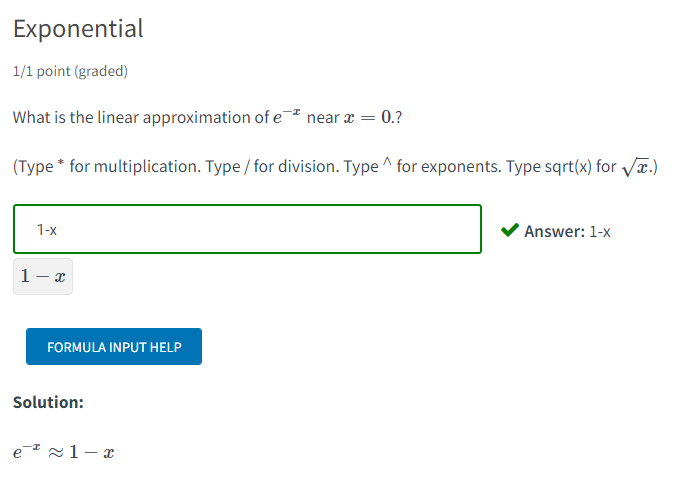 Exponential
1/1 point (graded)
What is the linear approximation of e⁻ˣ near x = 0.?
(Type * for multiplication. Type / for division. Type ^ for exponents. Type sqrt(x) for √x.)
1-x
Answer: 1-x
1 − x
FORMULA INPUT HELP
Solution:
e⁻ˣ ≈ 1 − x